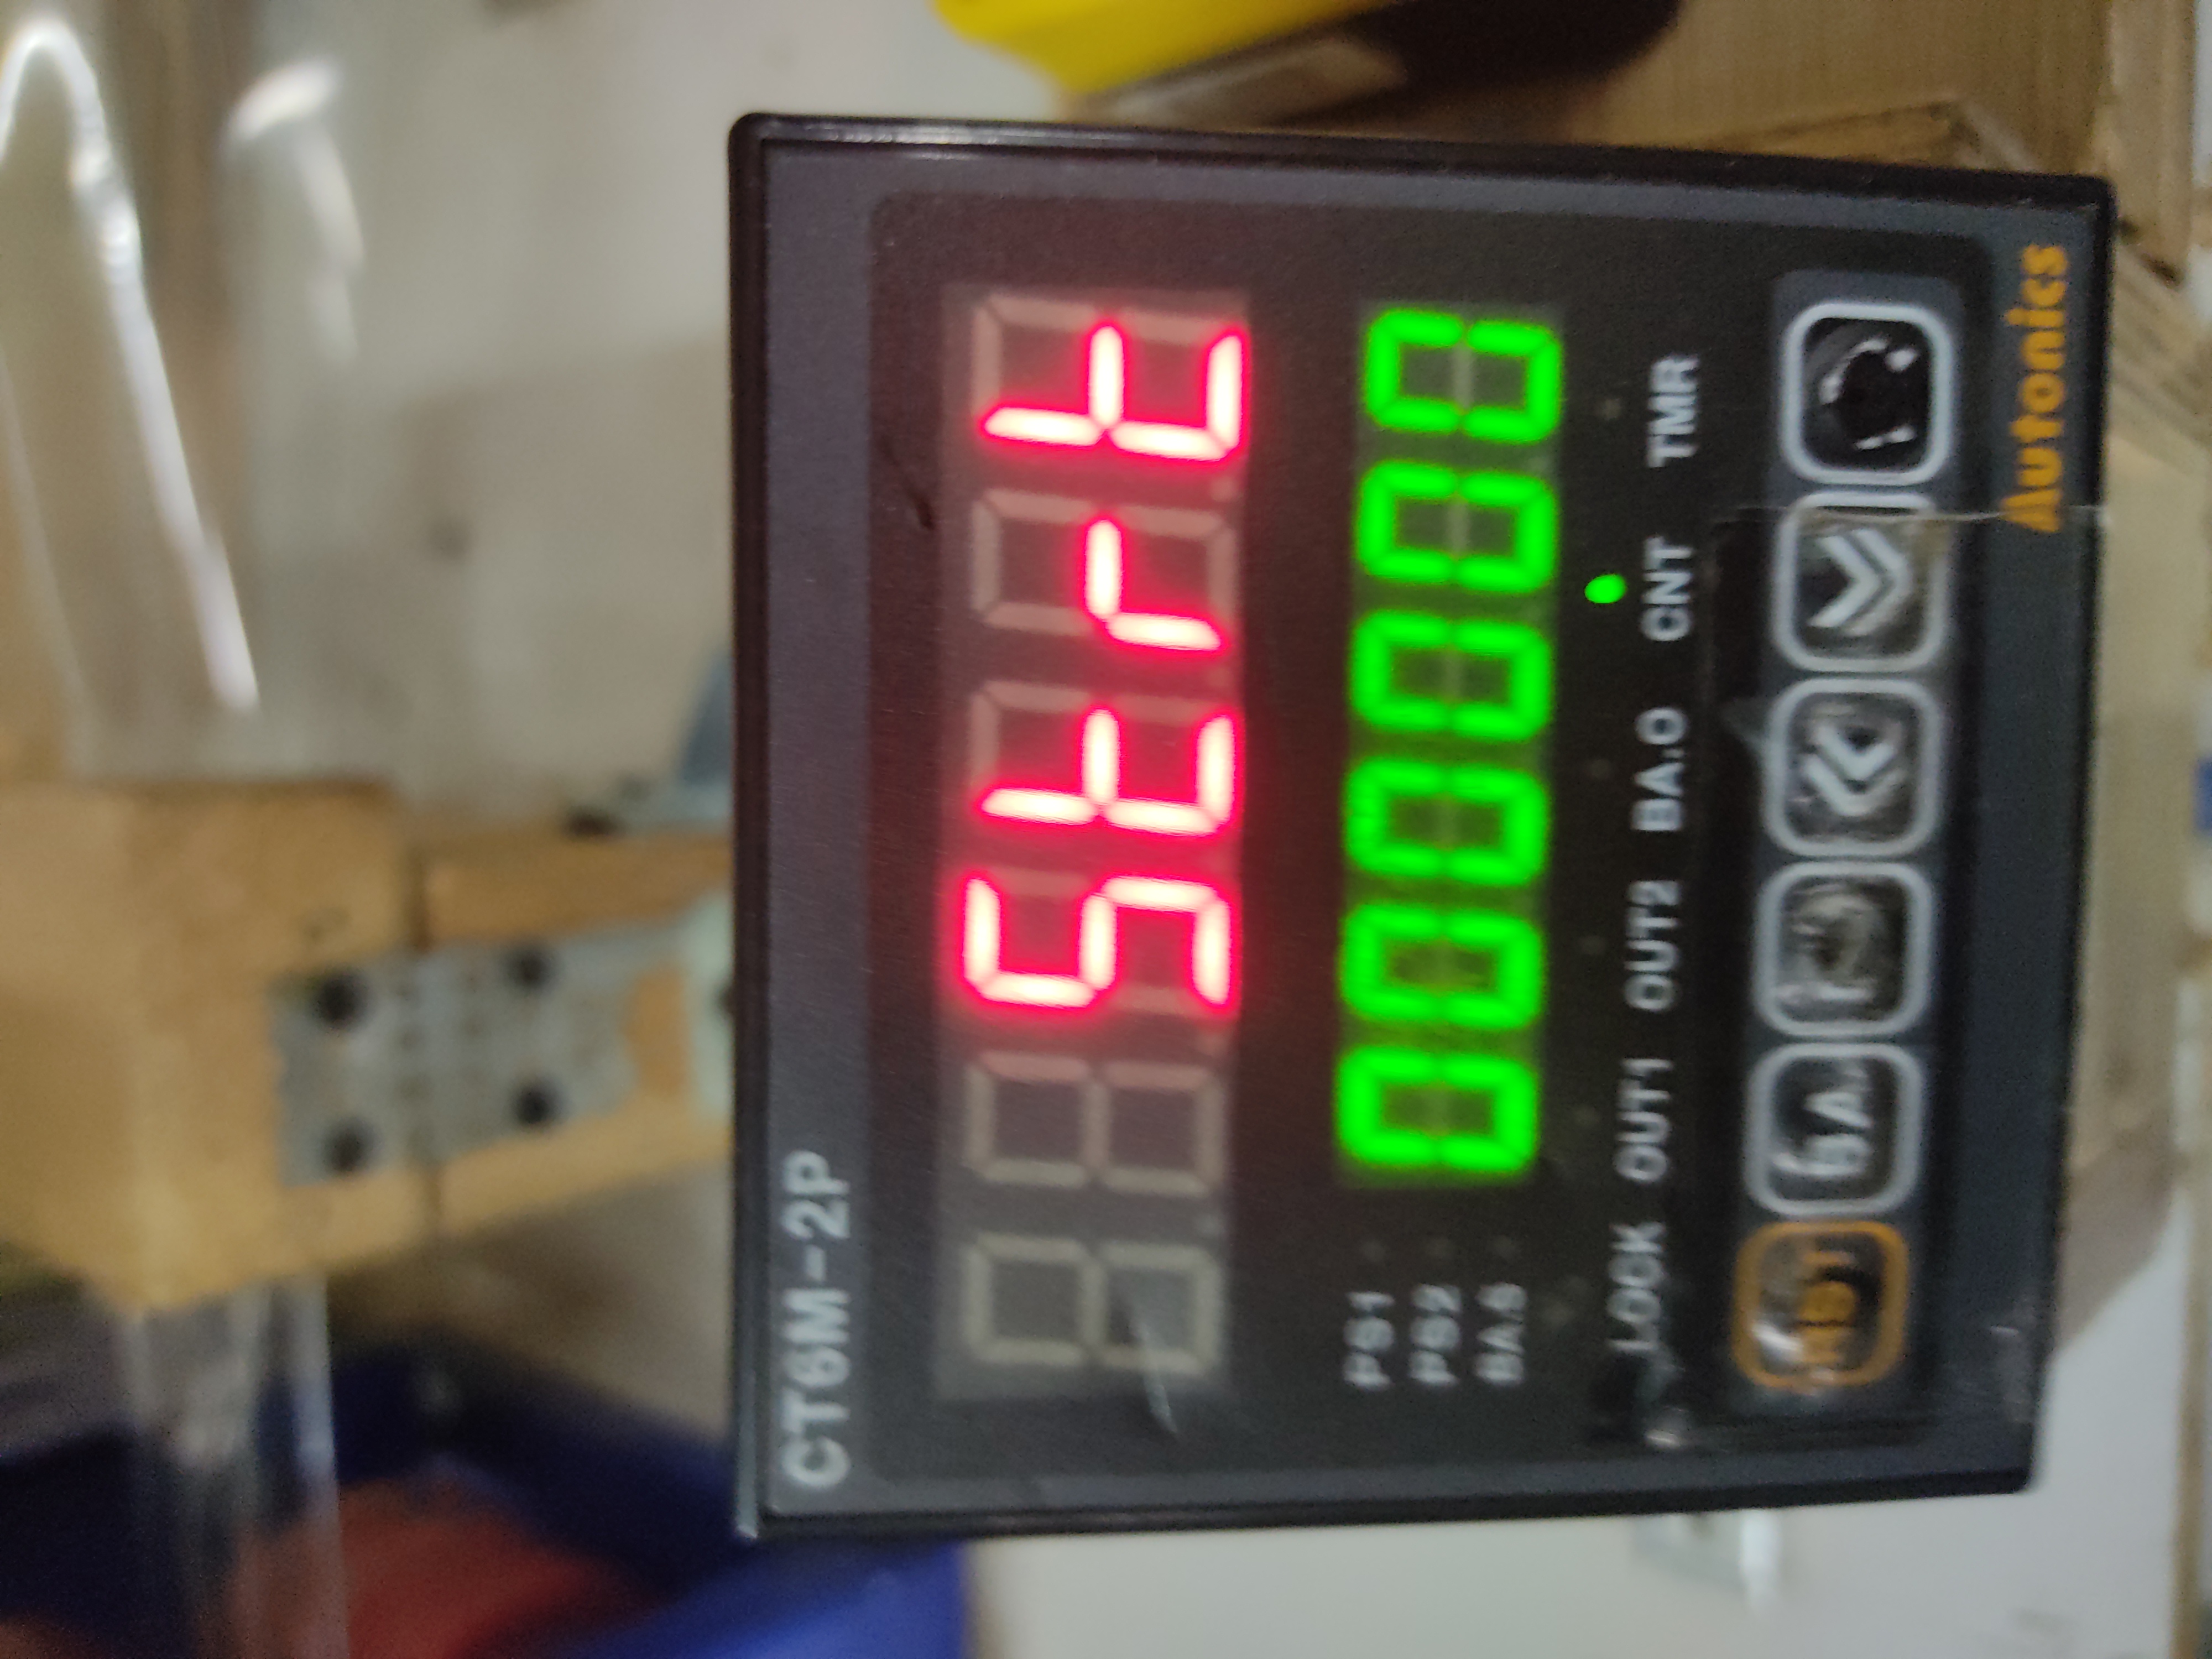 CT6M-2P
Strt
PS1
000000
PS2
BA.S
LOCK OUT1 OUT2 BA.O CNT TMR
RST BA.
Autonics